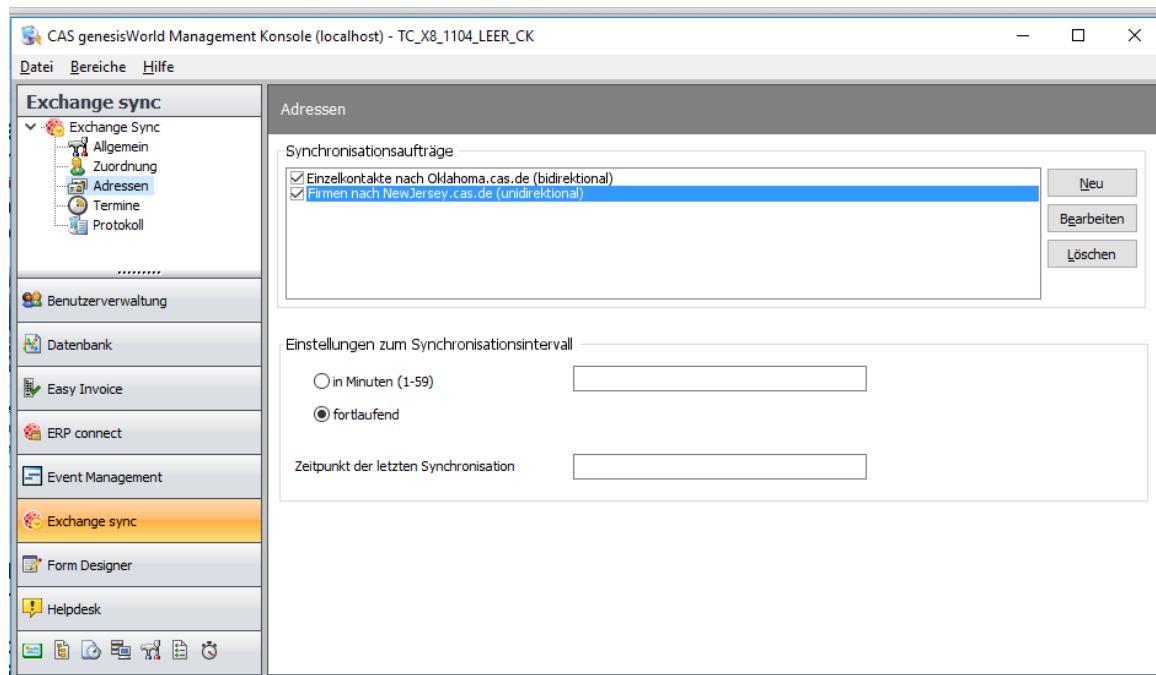 CAS genesisWorld Management Konsole (localhost) - TC_X8_1104_LEER_CK
Datei Bereiche Hilfe
Exchange sync
Exchange Sync
Allgemein
Zuordnung
Adressen
Termine
Protokoll
Benutzerverwaltung
Datenbank
Easy Invoice
ERP connect
Event Management
Exchange sync
Form Designer
Helpdesk
Adressen
Synchronisationsaufträge
Einzelkontakte nach Oklahoma.cas.de (bidirektional)
Firmen nach NewJersey.cas.de (unidirektional)
Neu
Bearbeiten
Löschen
Einstellungen zum Synchronisationsintervall
in Minuten (1-59)
fortlaufend
Zeitpunkt der letzten Synchronisation